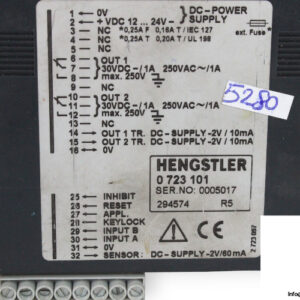 1 0V DC-POWER
2 + VDC 12 ... 24V SUPPLY
3 NC *0,25A F 0,16A T / IEC 127
4 NC *0,25A T 0,20A T / UL 198 ext. Fuse*
5 NC
6 OUT 1
7 30VDC-/1A 250VAC~/1A
8 max. 250V
9 NC
10 OUT 2
11 30VDC-/1A 250VAC~/1A
12 max. 250V
13 NC
14 OUT 1 TR. DC-SUPPLY-2V/10mA
15 OUT 2 TR. DC-SUPPLY-2V/10mA
16 0V
5280
HENGSTLER
0 723 101
SER.NO: 0005017
294574 R5
25 INHIBIT
26 RESET
27 APPL.
28 KEYLOCK
29 INPUT B
30 INPUT A
31 0V
32 SENSOR: DC-SUPPLY-2V/60mA
2 723 097